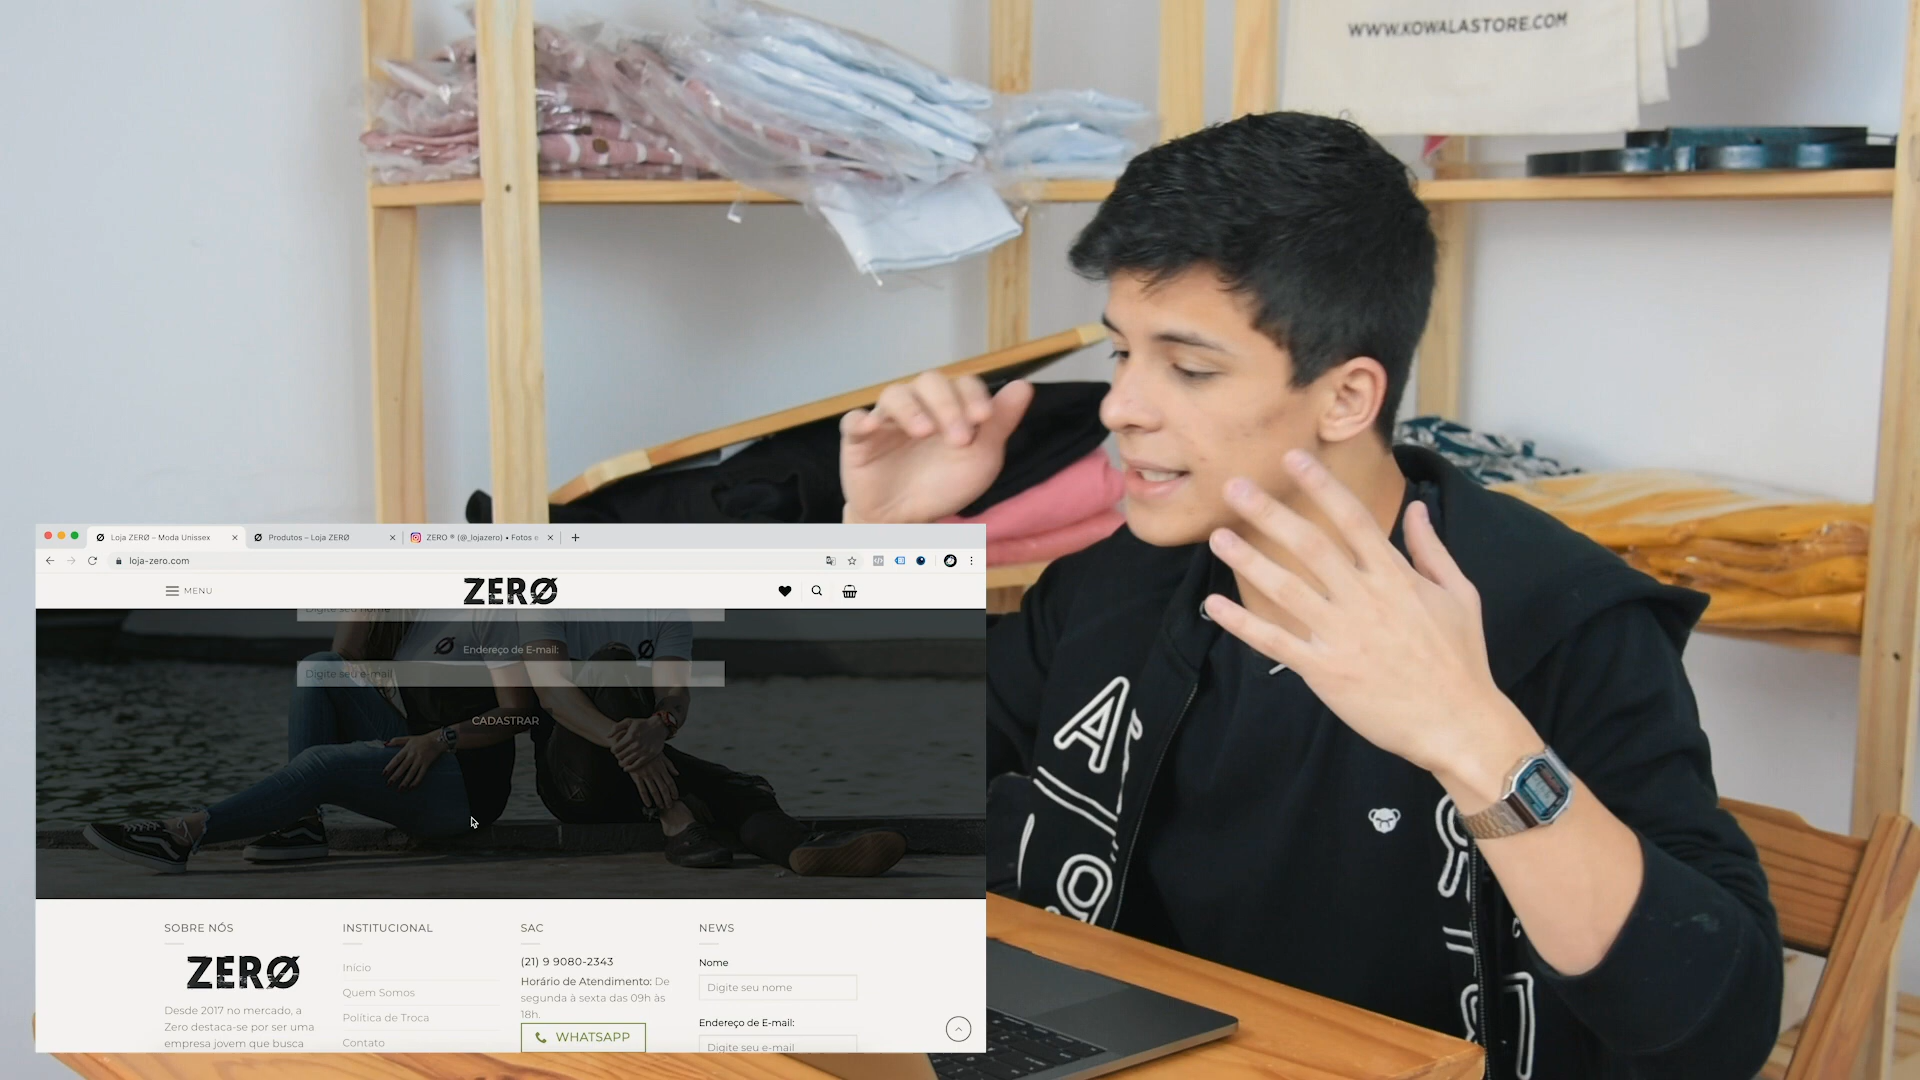 WWW.KOWALASTORE.COM
Loja ZERØ – Moda Unissex
Produtos – Loja ZERØ
ZERO ® (@_lojazero) • Fotos e
loja-zero.com
MENU
ZERØ
Digite seu nome
Endereço de E-mail:
Digite seu e-mail
CADASTRAR
SOBRE NÓS
ZERØ
Desde 2017 no mercado, a
Zero destaca-se por ser uma
empresa jovem que busca
INSTITUCIONAL
Início
Quem Somos
Política de Troca
Contato
SAC
(21) 9 9080-2343
Horário de Atendimento: De
segunda à sexta das 09h às
18h.
WHATSAPP
NEWS
Nome
Digite seu nome
Endereço de E-mail:
Digite seu e-mail